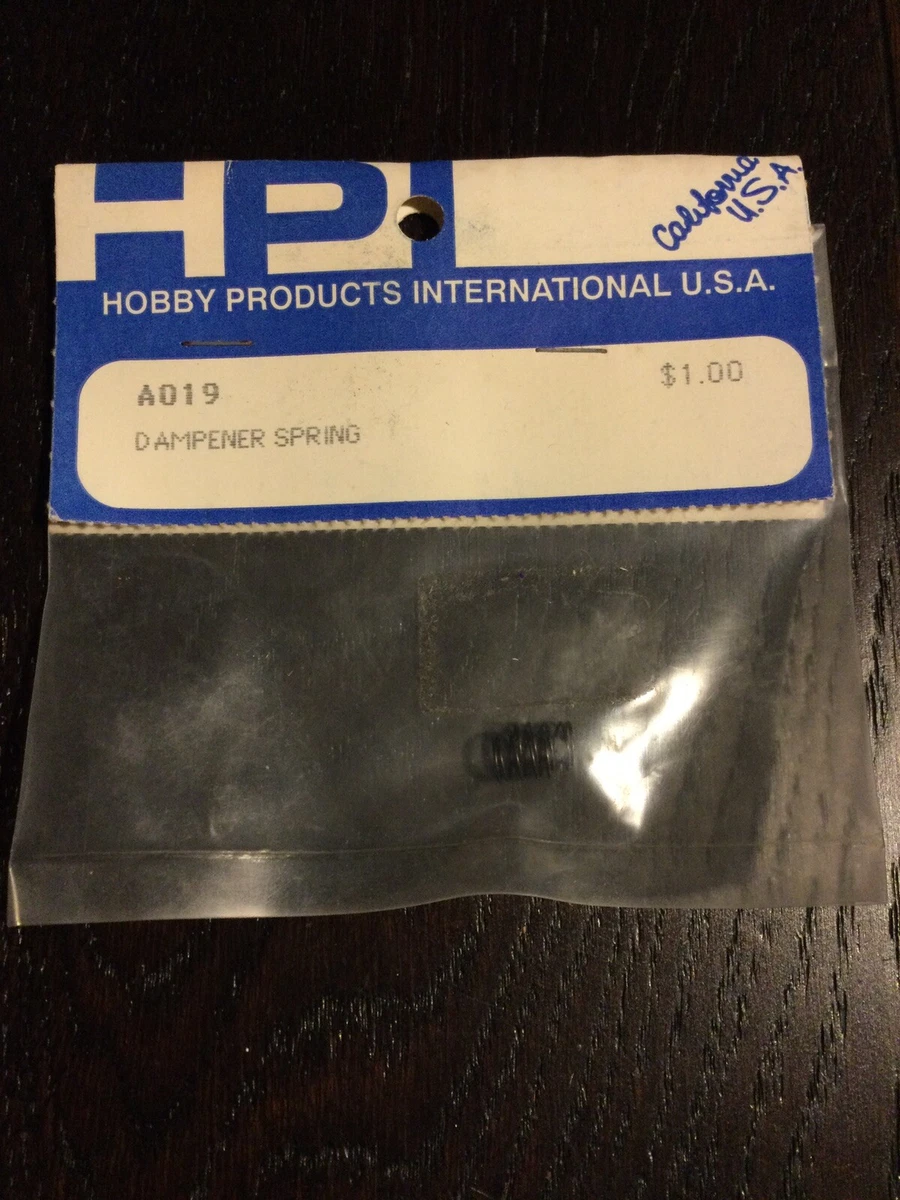 HPI
California
U.S.A.
HOBBY PRODUCTS INTERNATIONAL U.S.A.
A019
$1.00
DAMPENER SPRING